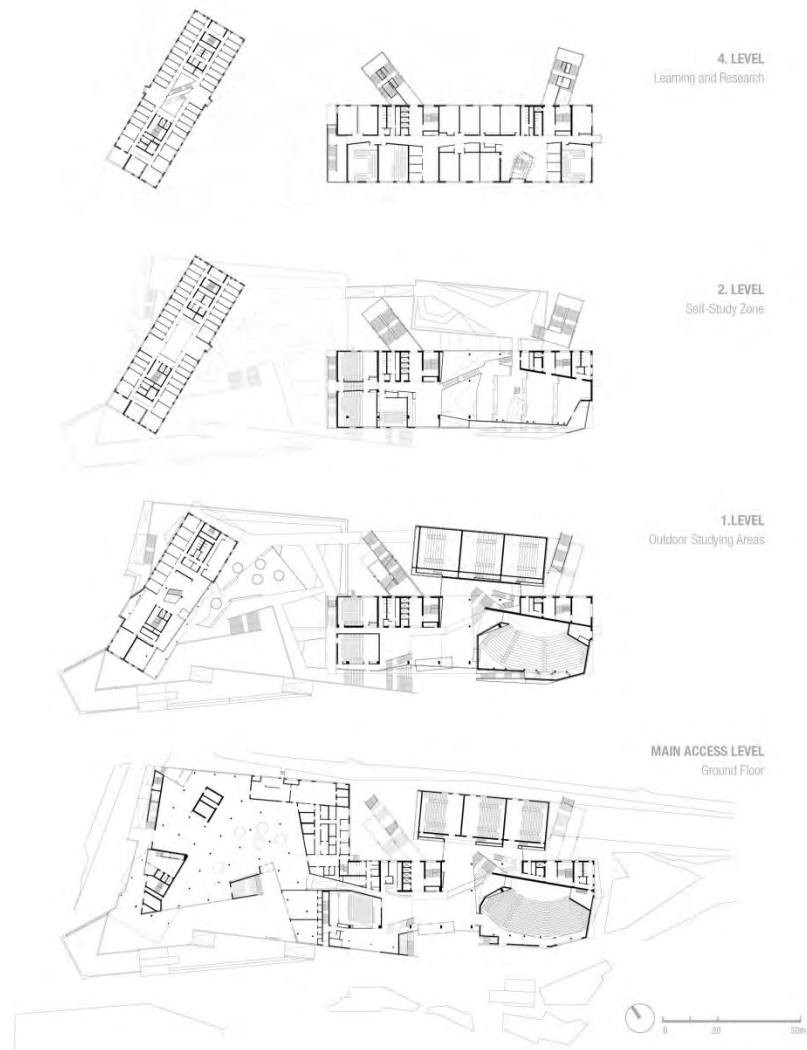 4. LEVEL
Learning and Research
2. LEVEL
Self-Study Zone
1.LEVEL
Outdoor Studying Areas
MAIN ACCESS LEVEL
Ground Floor
0 20 50m